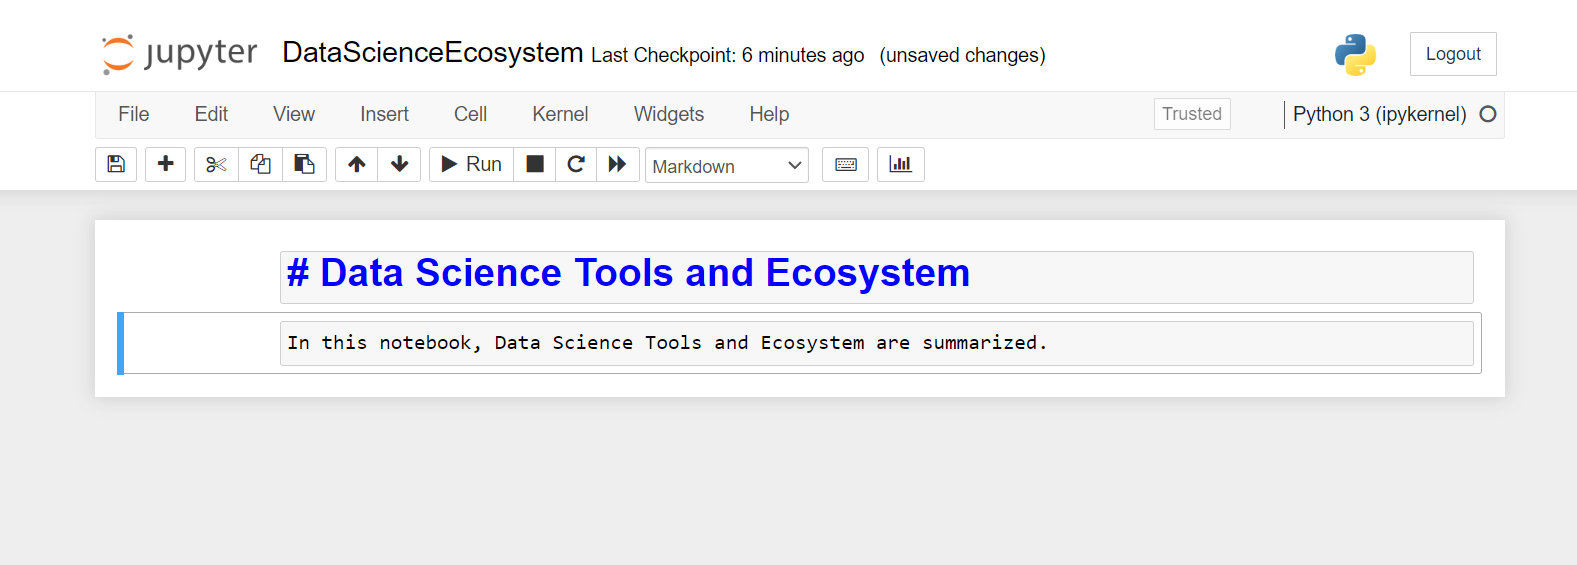 jupyter DataScienceEcosystem Last Checkpoint: 6 minutes ago (unsaved changes) Logout
File Edit View Insert Cell Kernel Widgets Help Trusted Python 3 (ipykernel)
Run Markdown
# Data Science Tools and Ecosystem
In this notebook, Data Science Tools and Ecosystem are summarized.